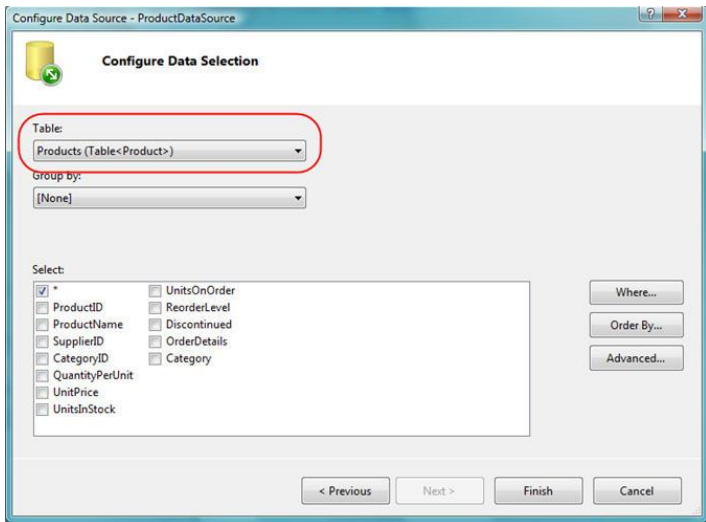 Configure Data Source - ProductDataSource
Configure Data Selection
Table:
Products (Table<Product>)
Group by:
[None]
Select:
*
ProductID
ProductName
SupplierID
CategoryID
QuantityPerUnit
UnitPrice
UnitsInStock
UnitsOnOrder
ReorderLevel
Discontinued
OrderDetails
Category
Where...
Order By...
Advanced...
< Previous
Next >
Finish
Cancel